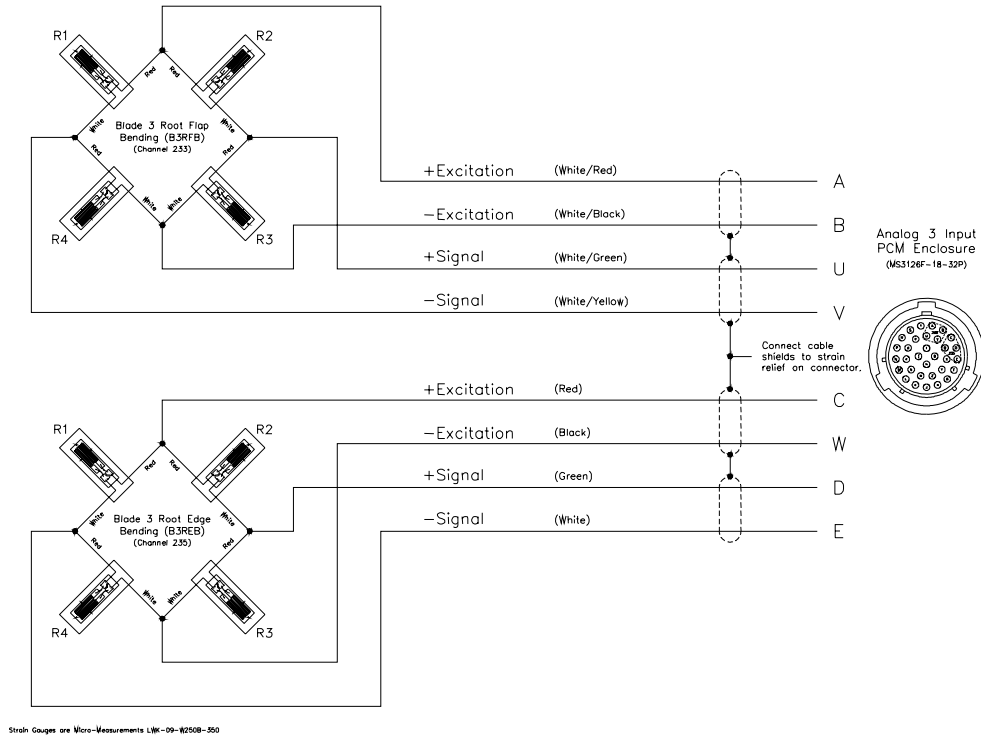 R1
R2
Red
Red
White
White
Blade 3 Root Flap
Bending (B3RFB)
(Channel 233)
Red
Red
White
White
R4
R3
+Excitation (White/Red) A
-Excitation (White/Black) B
+Signal (White/Green) U
-Signal (White/Yellow) V
Analog 3 Input
PCM Enclosure
(MS3126F-18-32P)
Connect cable
shields to strain
relief on connector.
+Excitation (Red) C
-Excitation (Black) W
+Signal (Green) D
-Signal (White) E
R1
R2
Red
Red
White
White
Blade 3 Root Edge
Bending (B3REB)
(Channel 235)
Red
Red
White
White
R4
R3
Strain Gauges are Micro-Measurements LWK-09-W250B-350